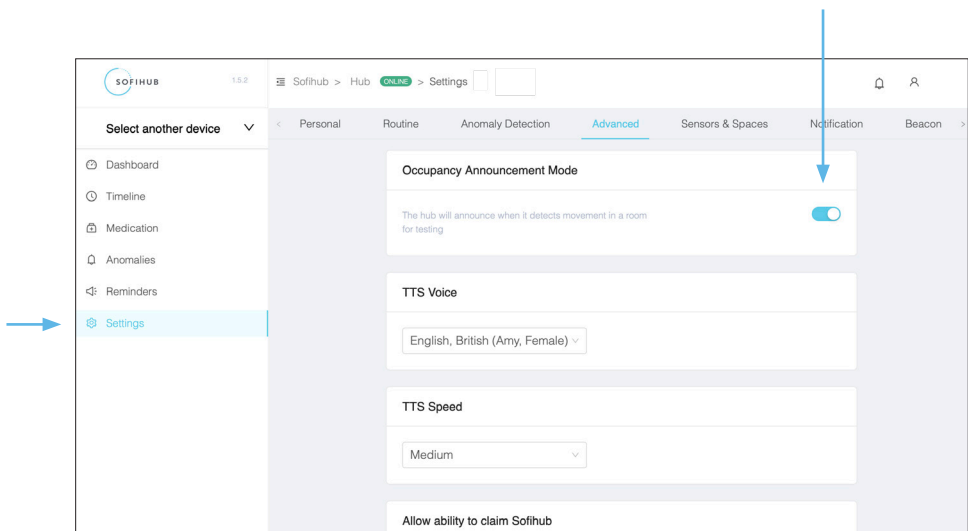 SOFIHUB 1.5.2
Sofihub > Hub ONLINE > Settings
Select another device
Personal Routine Anomaly Detection Advanced Sensors & Spaces Notification Beacon
Dashboard
Timeline
Medication
Anomalies
Reminders
Settings
Occupancy Announcement Mode
The hub will announce when it detects movement in a room
for testing
TTS Voice
English, British (Amy, Female)
TTS Speed
Medium
Allow ability to claim Sofihub